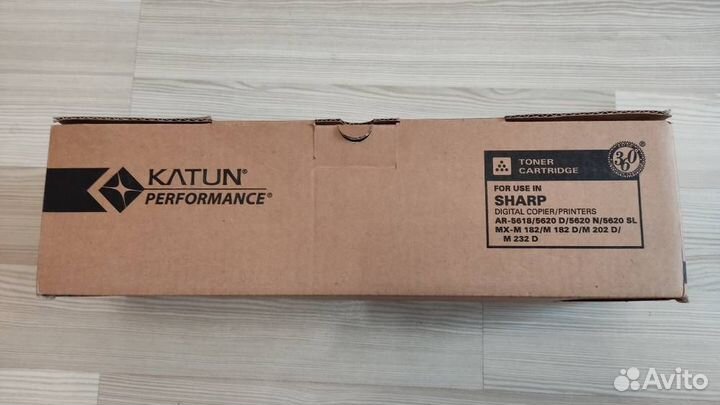 KATUN®
PERFORMANCE®
TONER
CARTRIDGE
360®
FOR USE IN
SHARP
DIGITAL COPIER/PRINTERS
AR-5618/5620 D/5620 N/5620 SL
MX-M 182/M 182 D/M 202 D/
M 232 D
Avito